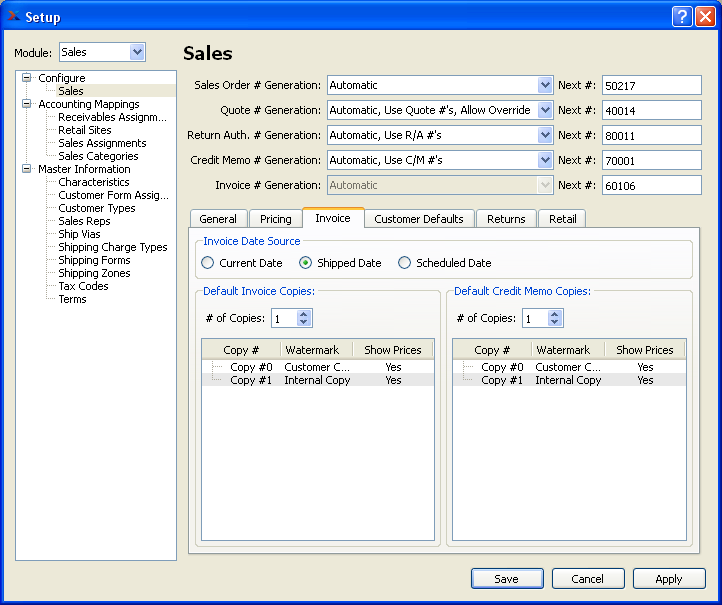 Setup
Module: Sales
Sales
Configure
Sales
Accounting Mappings
Receivables Assignm...
Retail Sites
Sales Assignments
Sales Categories
Master Information
Characteristics
Customer Form Assig...
Customer Types
Sales Reps
Ship Vias
Shipping Charge Types
Shipping Forms
Shipping Zones
Tax Codes
Terms
Sales Order # Generation: Automatic Next #: 50217
Quote # Generation: Automatic, Use Quote #'s, Allow Override Next #: 40014
Return Auth. # Generation: Automatic, Use R/A #'s Next #: 80011
Credit Memo # Generation: Automatic, Use C/M #'s Next #: 70001
Invoice # Generation: Automatic Next #: 60106
General Pricing Invoice Customer Defaults Returns Retail
Invoice Date Source
Current Date Shipped Date Scheduled Date
Default Invoice Copies:
# of Copies: 1
Copy # Watermark Show Prices
Copy #0 Customer C... Yes
Copy #1 Internal Copy Yes
Default Credit Memo Copies:
# of Copies: 1
Copy # Watermark Show Prices
Copy #0 Customer C... Yes
Copy #1 Internal Copy Yes
Save Cancel Apply